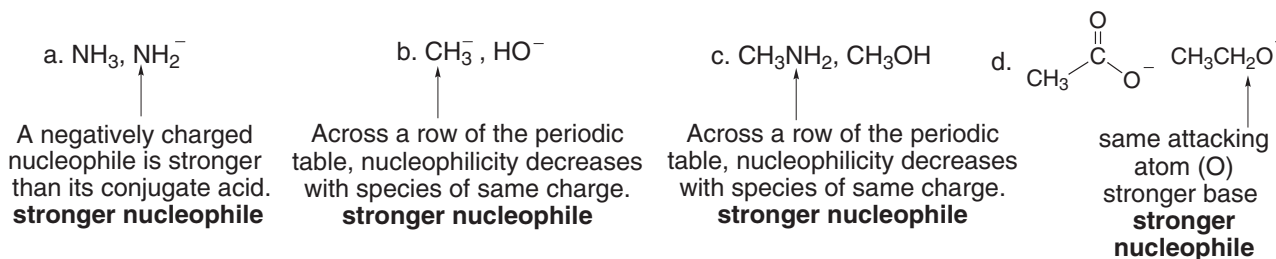 a. NH₃, NH₂⁻
A negatively charged
nucleophile is stronger
than its conjugate acid.
stronger nucleophile
b. CH₃⁻ , HO⁻
Across a row of the periodic
table, nucleophilicity decreases
with species of same charge.
stronger nucleophile
c. CH₃NH₂, CH₃OH
Across a row of the periodic
table, nucleophilicity decreases
with species of same charge.
stronger nucleophile
d.
O
C
CH₃
O⁻
CH₃CH₂O
same attacking
atom (O)
stronger base
stronger
nucleophile